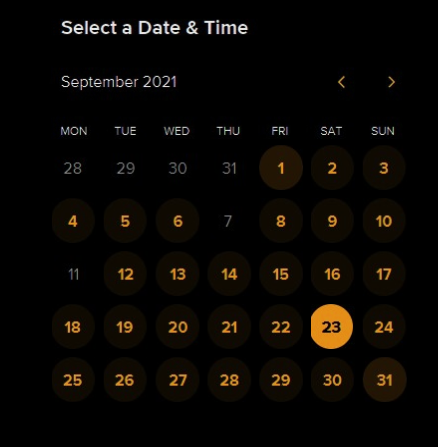 Select a Date & Time
September 2021
MON TUE WED THU FRI SAT SUN
28 29 30 31 1 2 3
4 5 6 7 8 9 10
11 12 13 14 15 16 17
18 19 20 21 22 23 24
25 26 27 28 29 30 31